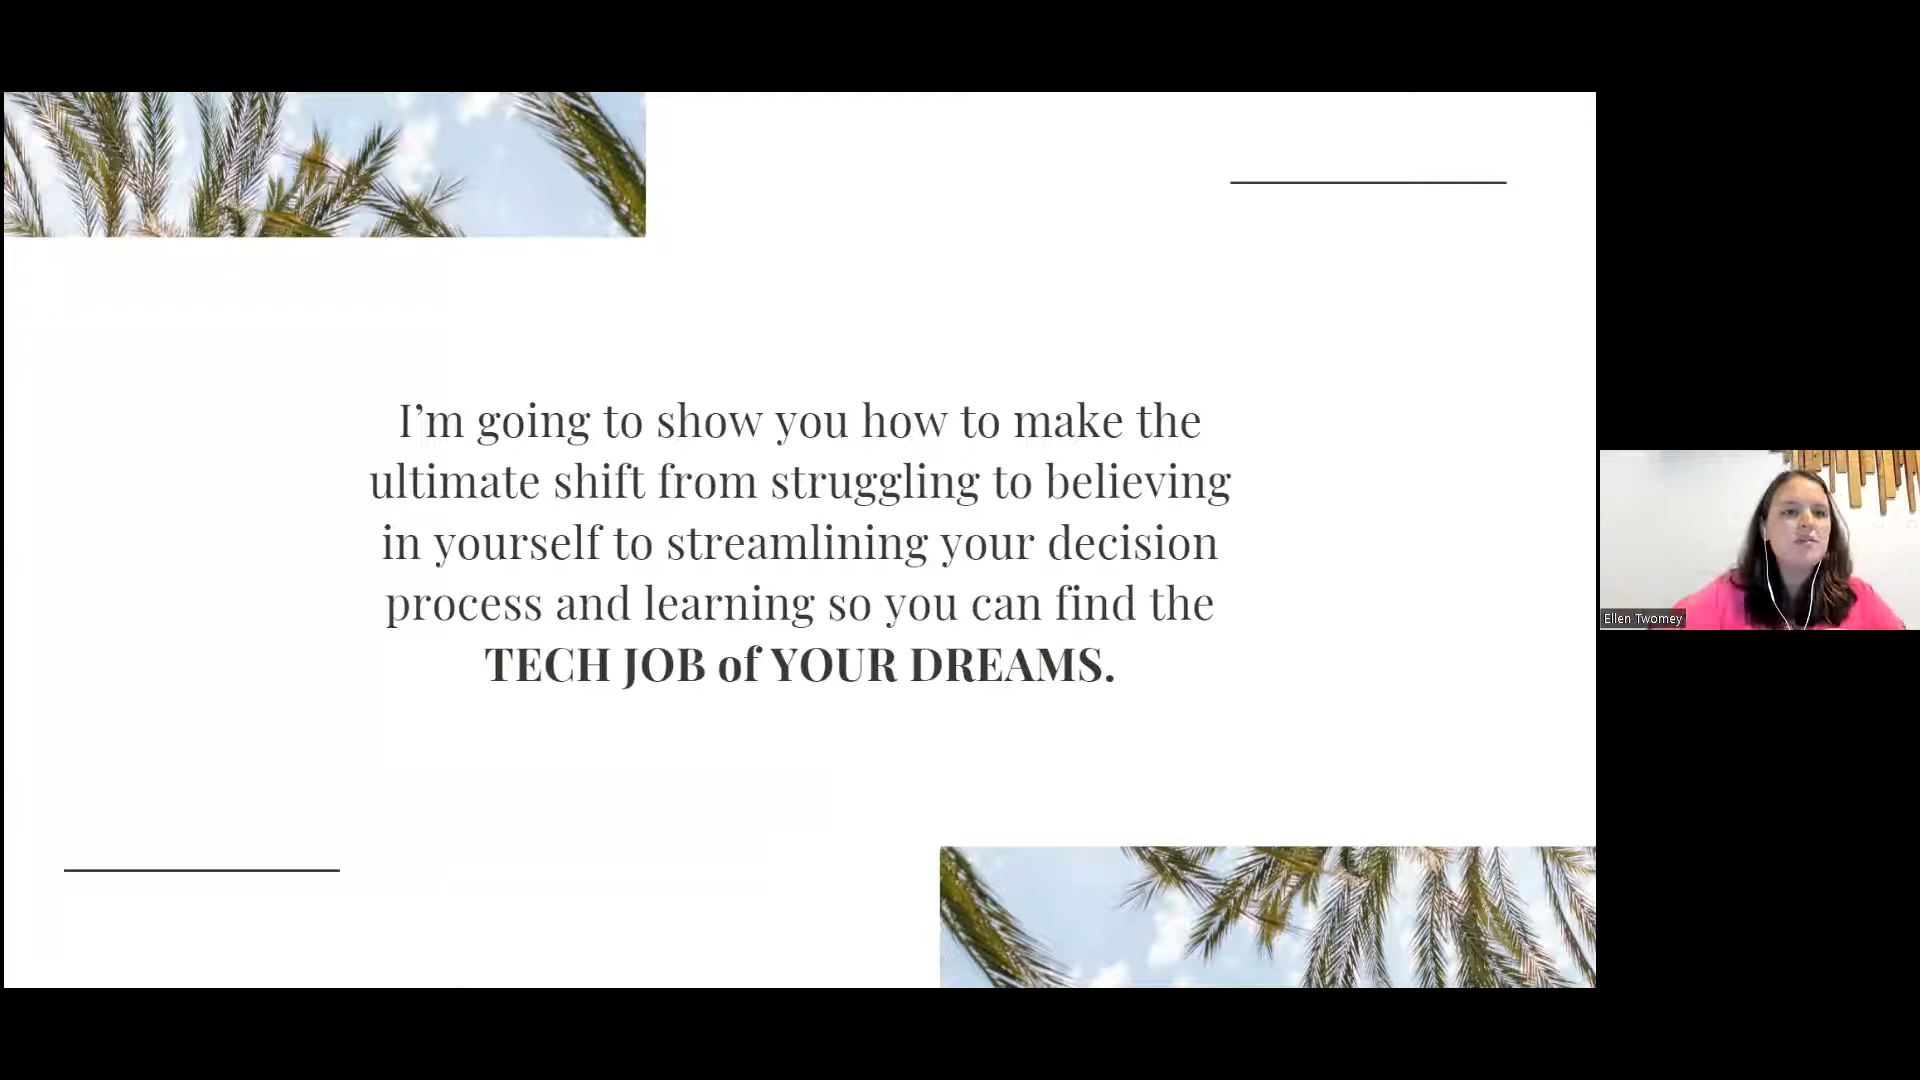 I’m going to show you how to make the
ultimate shift from struggling to believing
in yourself to streamlining your decision
process and learning so you can find the
TECH JOB of YOUR DREAMS.
Ellen Twomey